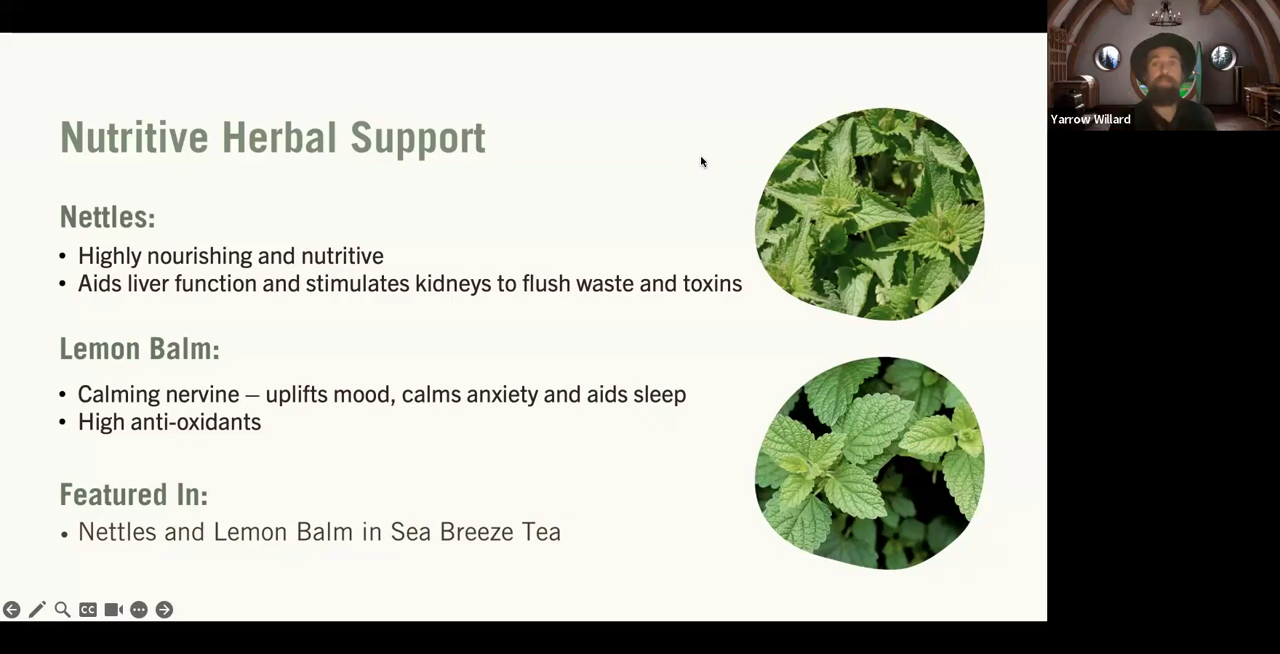 Nutritive Herbal Support
Nettles:
• Highly nourishing and nutritive
• Aids liver function and stimulates kidneys to flush waste and toxins
Lemon Balm:
• Calming nervine – uplifts mood, calms anxiety and aids sleep
• High anti-oxidants
Featured In:
• Nettles and Lemon Balm in Sea Breeze Tea
CC
Yarrow Willard